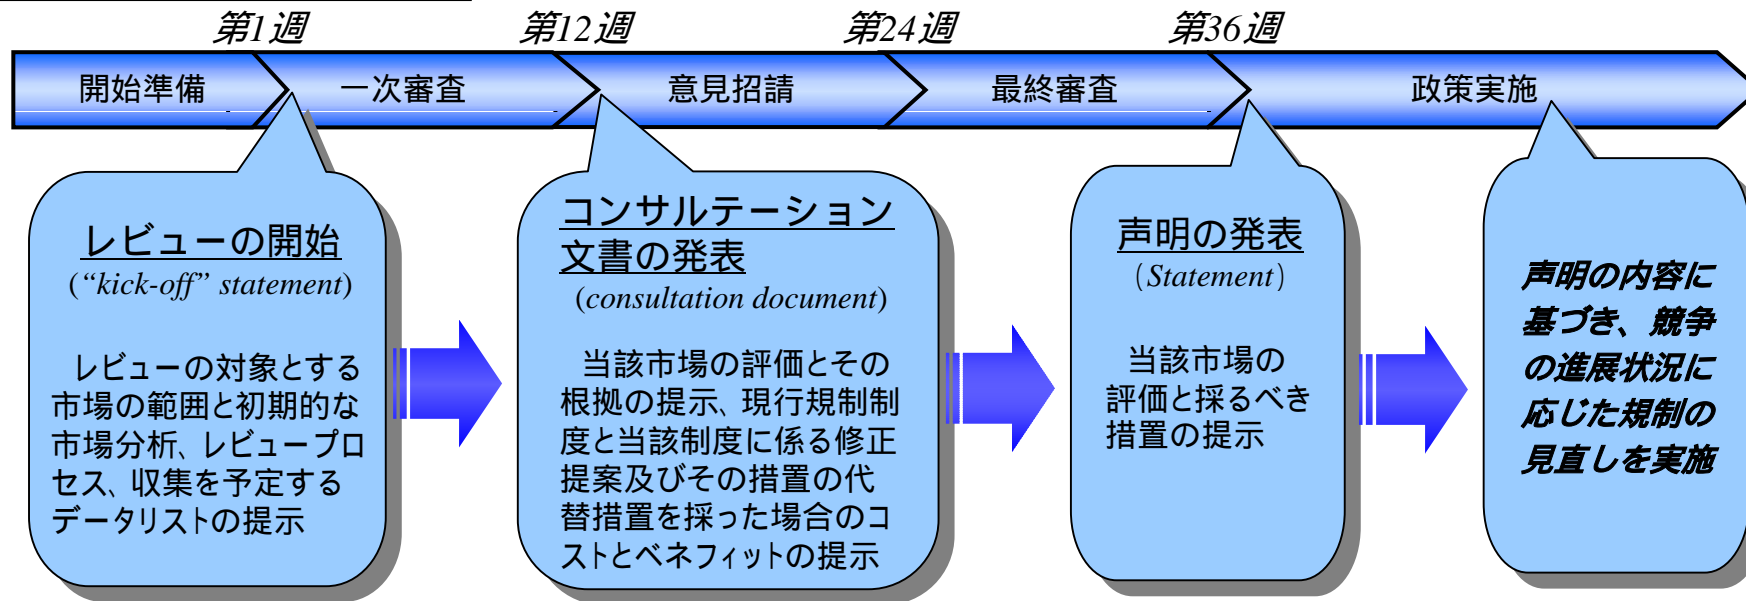 第1週
第12週
第24週
第36週
開始準備
一次審査
意見招請
最終審査
政策実施
レビューの開始
(“kick-off” statement)
レビューの対象とする
市場の範囲と初期的な
市場分析、レビュープロ
セス、収集を予定する
データリストの提示
コンサルテーション
文書の発表
(consultation document)
当該市場の評価とその
根拠の提示、現行規制制
度と当該制度に係る修正
提案及びその措置の代
替措置を採った場合のコ
ストとベネフィットの提示
声明の発表
(Statement)
当該市場の
評価と採るべき
措置の提示
声明の内容に
基づき、競争
の進展状況に
応じた規制の
見直しを実施